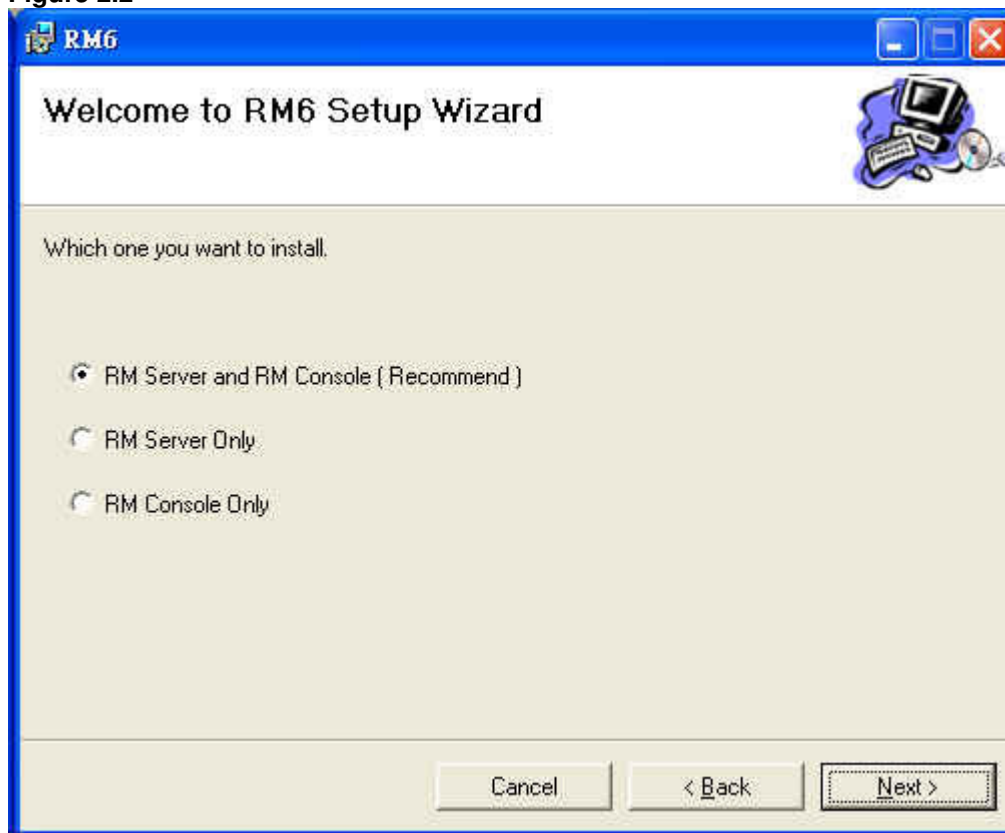 RM6
Welcome to RM6 Setup Wizard
Which one you want to install.
RM Server and RM Console ( Recommend )
RM Server Only
RM Console Only
Cancel
< Back
Next >